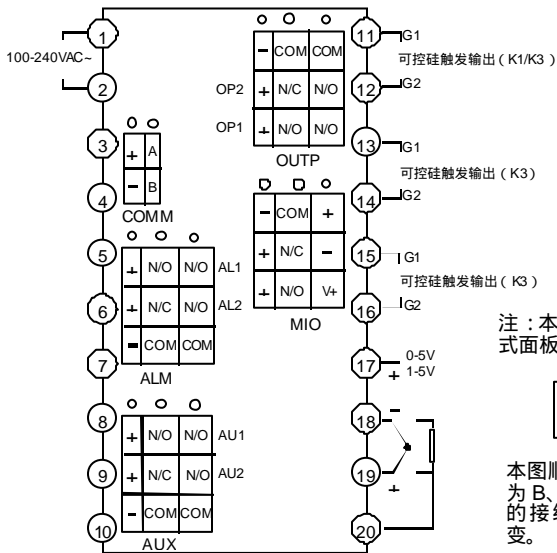 1
100-240VAC~
2
3
4
5
6
7
8
9
10
+ A
- B
COMM
+ N/O N/O AL1
+ N/C N/O AL2
- COM COM
ALM
+ N/O N/O AU1
+ N/C N/O AU2
- COM COM
AUX
- COM COM
OP2 + N/C N/O
OP1 + N/O N/O
OUTP
- COM +
+ N/C -
+ N/O V+
MIO
11 G1
可控硅触发输出（K1/K3）
12 G2
13 G1
可控硅触发输出（K3）
14 G2
15 G1
可控硅触发输出（K3）
16 G2
17 + 0-5V
1-5V
18 -
19 +
20
注：本
式面板
本图顺
为 B、
的接线
变。